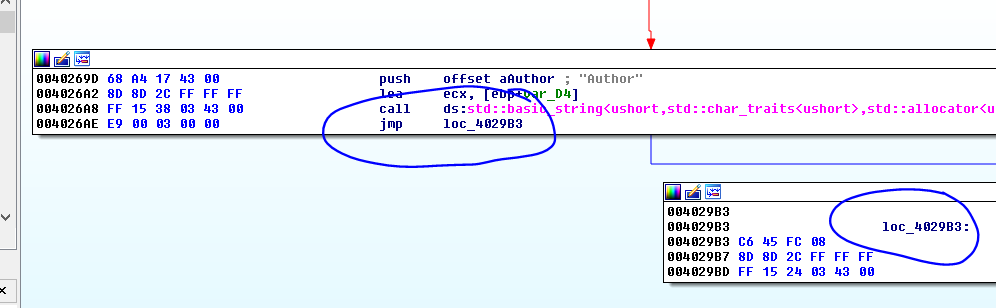 0040269D 68 A4 17 43 00 push offset aAuthor ; "Author"
004026A2 8D 8D 2C FF FF FF lea ecx, [ebp+var_D4]
004026A8 FF 15 38 03 43 00 call ds:std::basic_string<ushort,std::char_traits<ushort>,std::allocator<u
004026AE E9 00 03 00 00 jmp loc_4029B3
004029B3
004029B3 loc_4029B3:
004029B3 C6 45 FC 08
004029B7 8D 8D 2C FF FF FF
004029BD FF 15 24 03 43 00